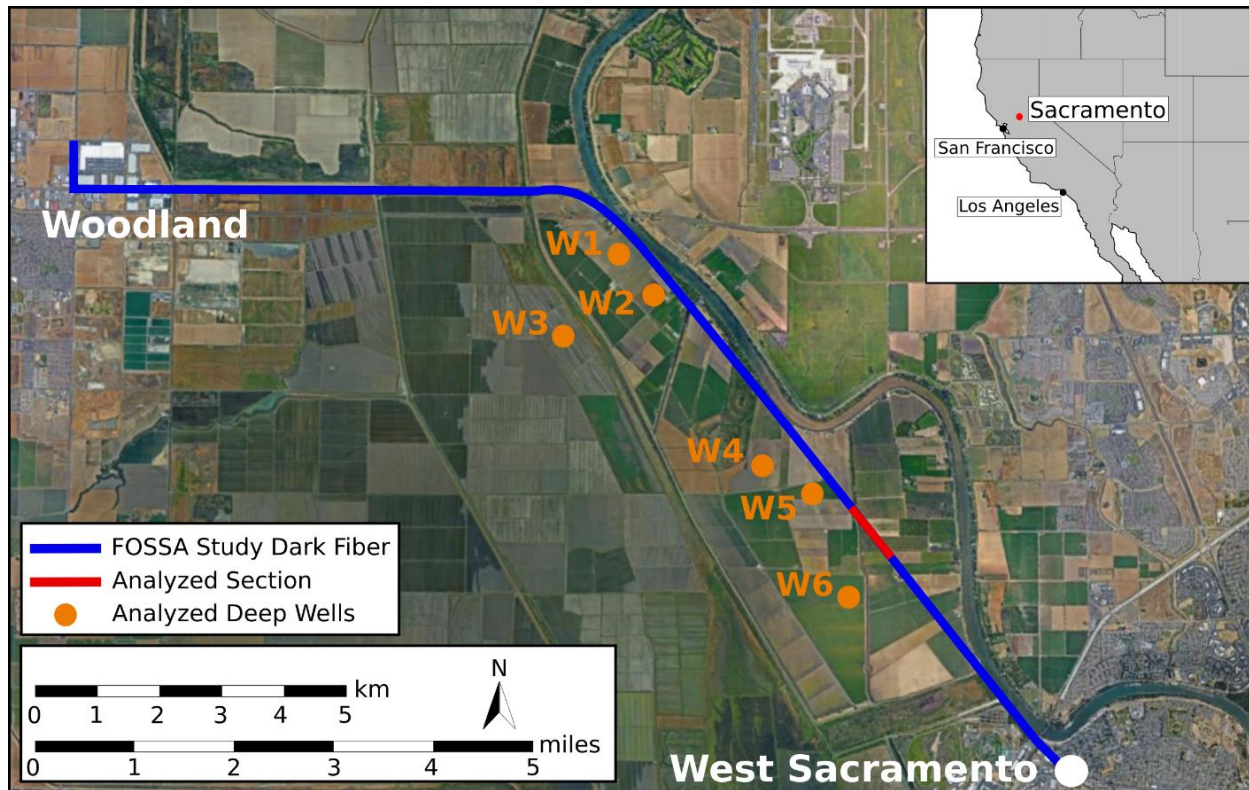 Sacramento
San Francisco
Los Angeles
Woodland
W1
W2
W3
W4
W5
W6
FOSSA Study Dark Fiber
Analyzed Section
Analyzed Deep Wells
N
km
0 1 2 3 4 5
miles
0 1 2 3 4 5
West Sacramento